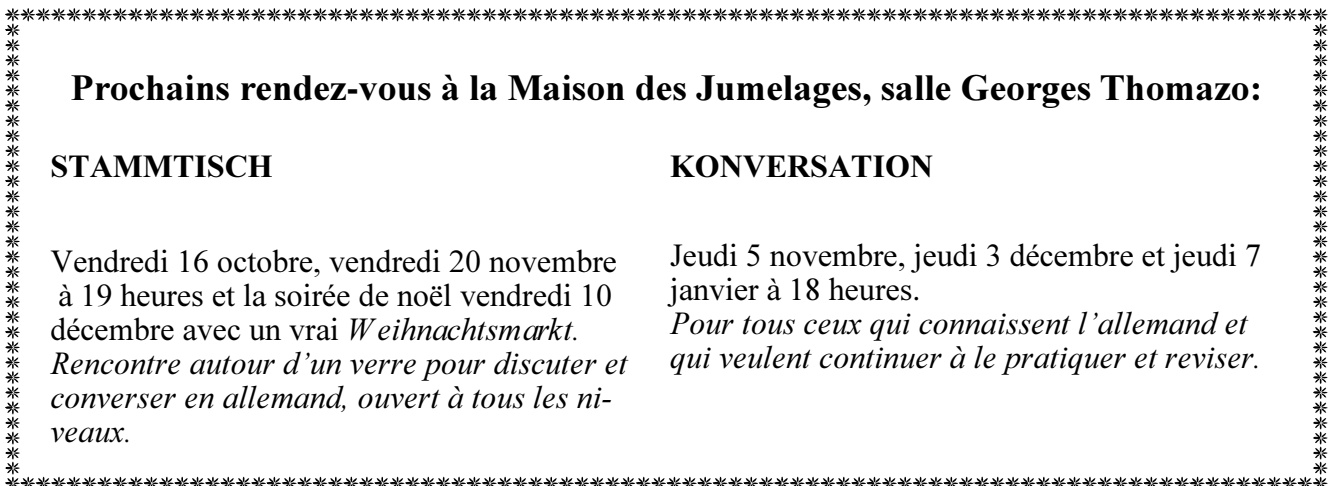 Prochains rendez-vous à la Maison des Jumelages, salle Georges Thomazo:
STAMMTISCH
Vendredi 16 octobre, vendredi 20 novembre
à 19 heures et la soirée de noël vendredi 10
décembre avec un vrai Weihnachtsmarkt.
Rencontre autour d’un verre pour discuter et
converser en allemand, ouvert à tous les ni-
veaux.
KONVERSATION
Jeudi 5 novembre, jeudi 3 décembre et jeudi 7
janvier à 18 heures.
Pour tous ceux qui connaissent l’allemand et
qui veulent continuer à le pratiquer et reviser.